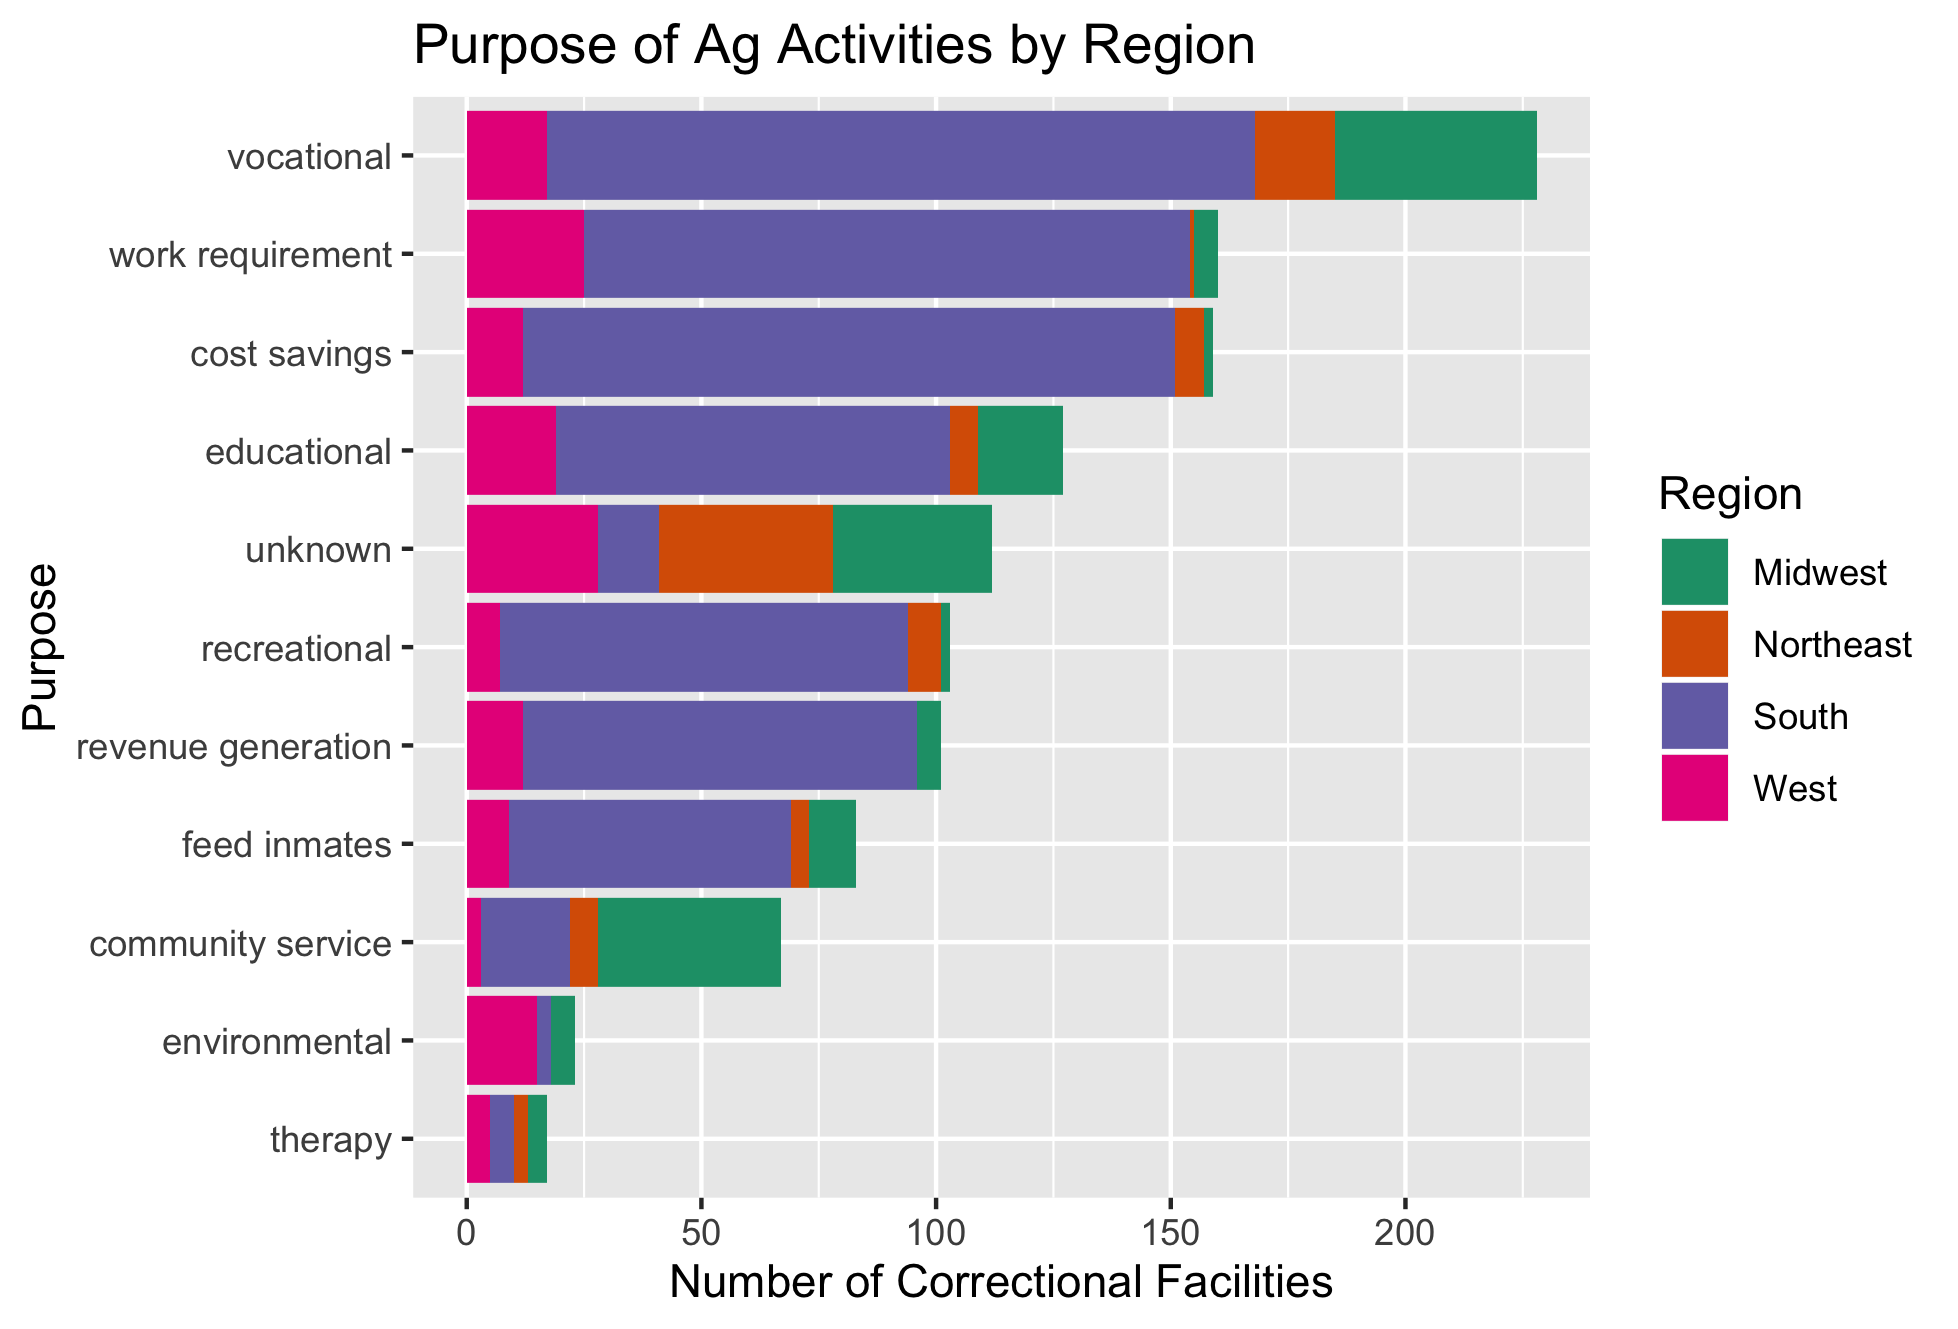 Purpose of Ag Activities by Region
vocational
work requirement
cost savings
educational
unknown
recreational
revenue generation
feed inmates
community service
environmental
therapy
Purpose
0 50 100 150 200
Number of Correctional Facilities
Region
Midwest
Northeast
South
West